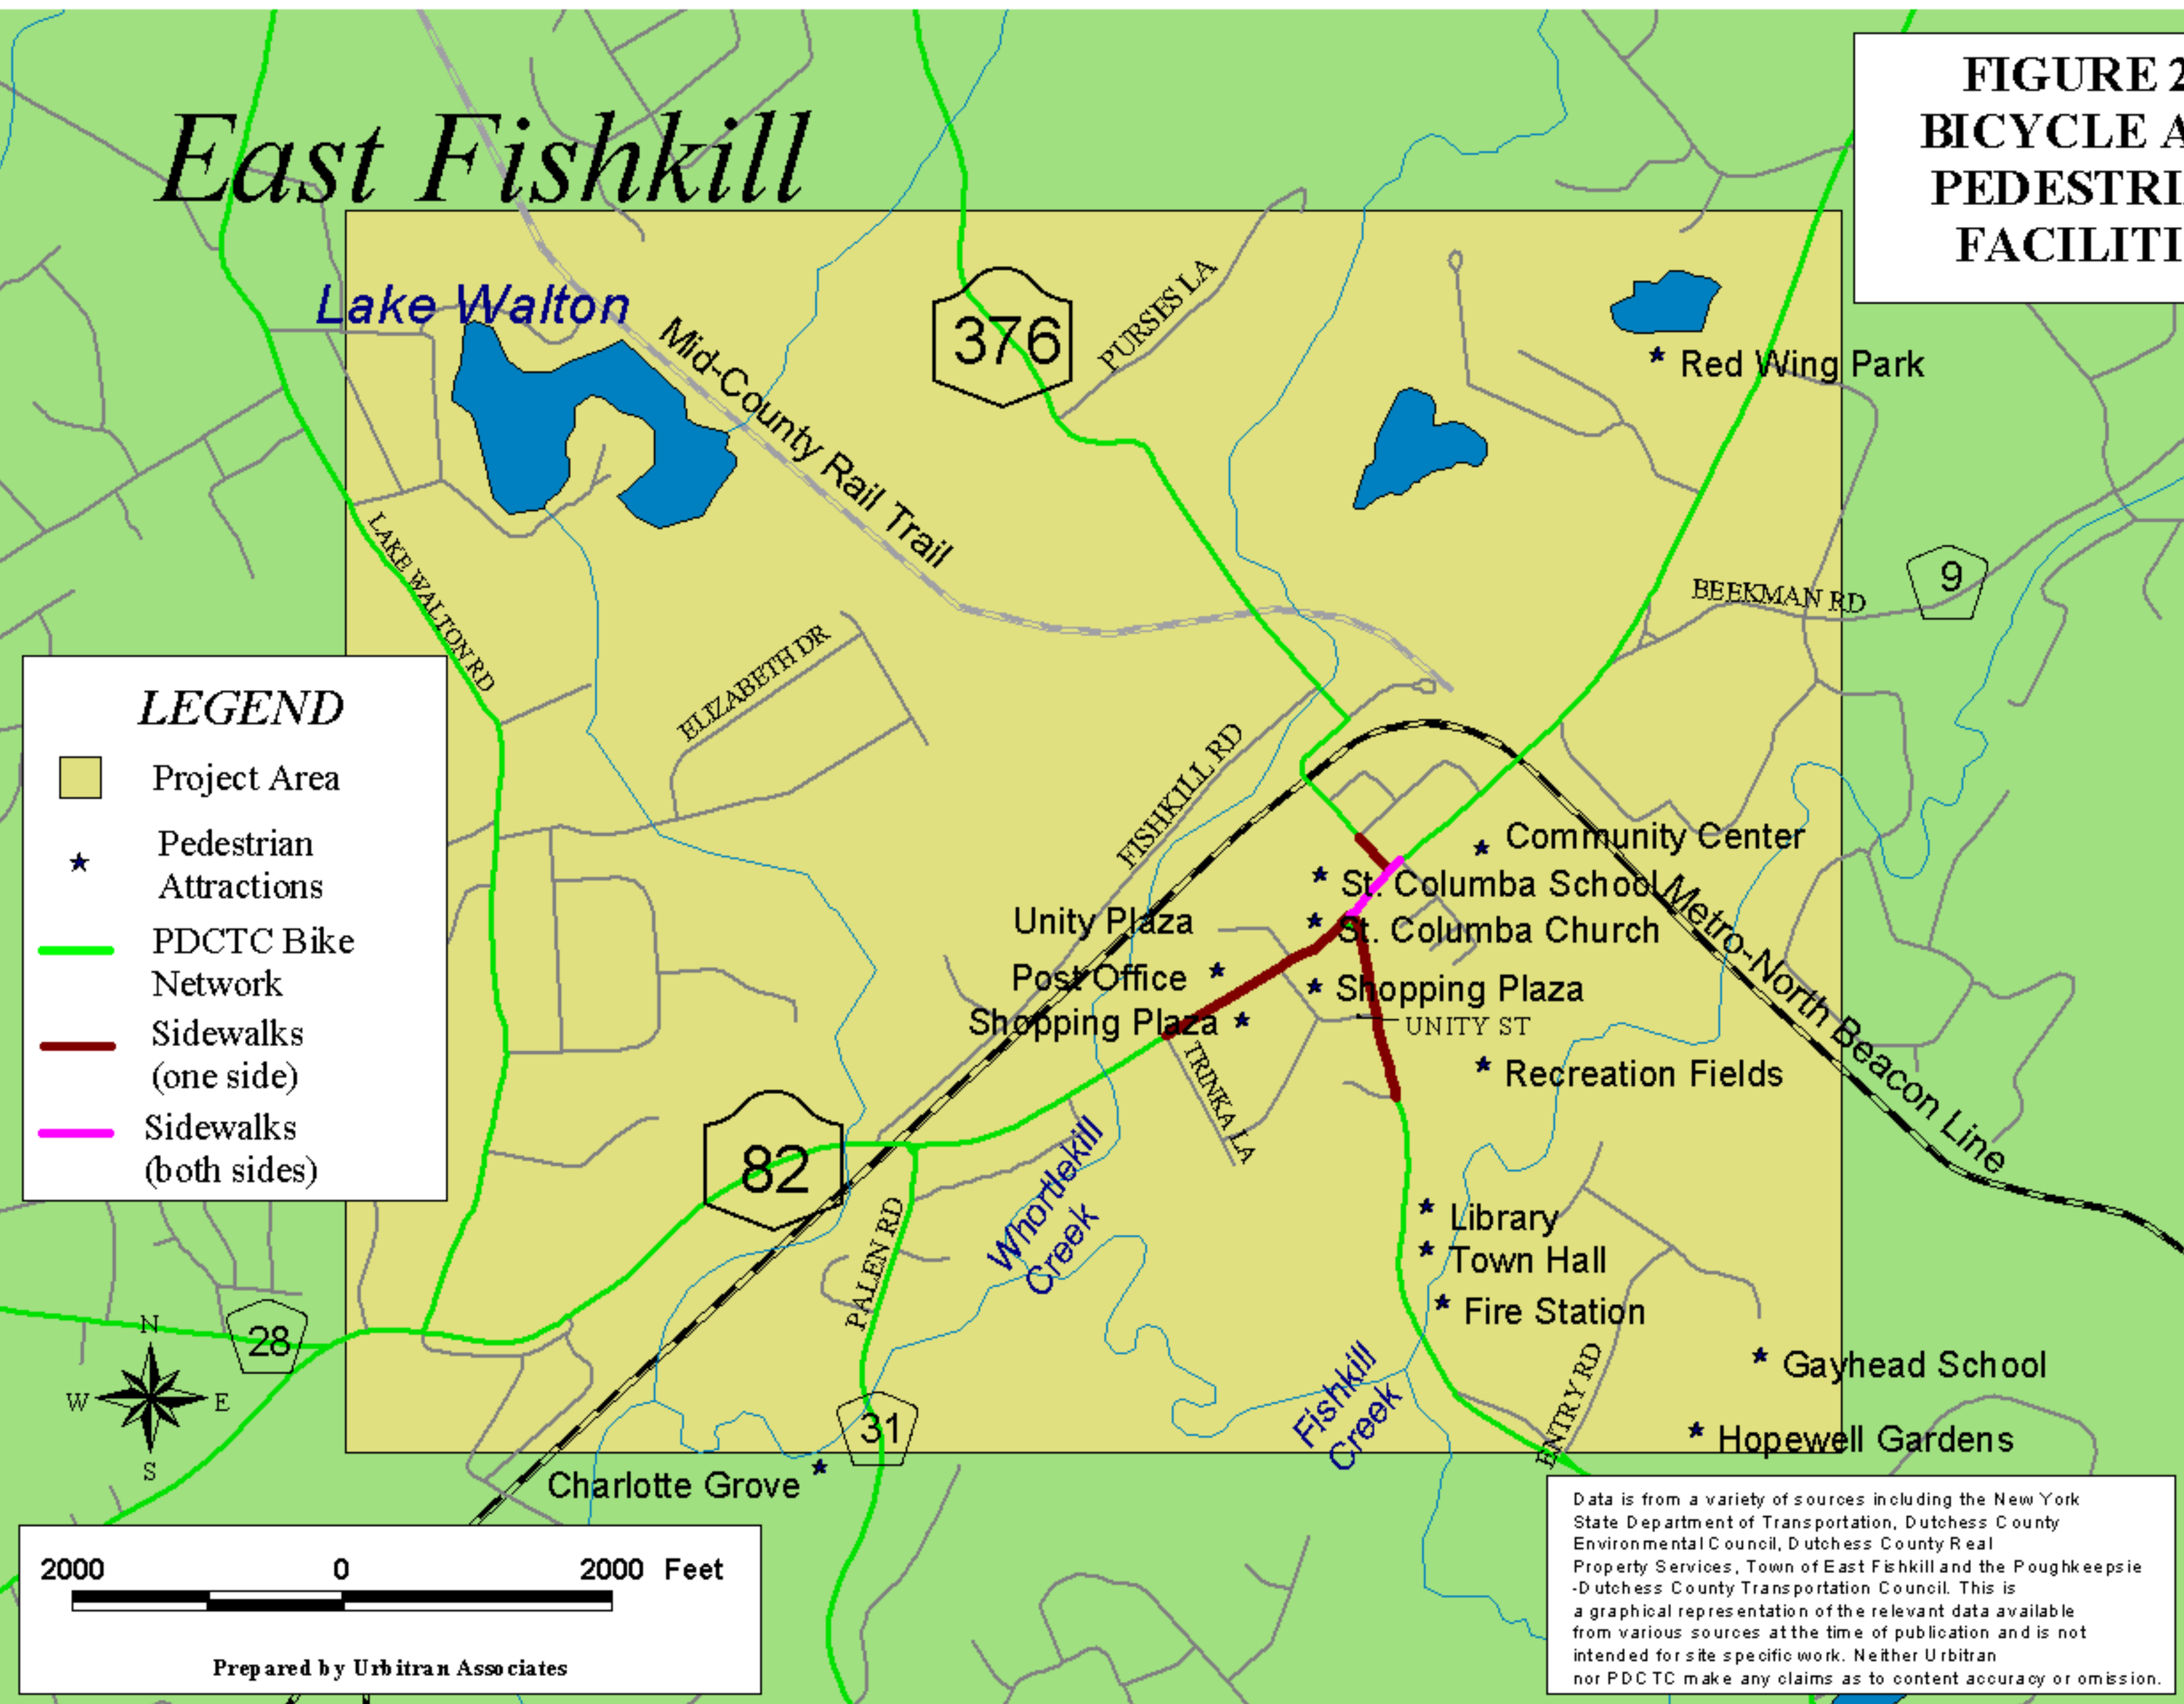 FIGURE 2
BICYCLE A
PEDESTRI
FACILITI
East Fishkill
Lake Walton
Mid-County Rail Trail
376
PURSES LA
Red Wing Park
LAKE WALTON RD
BEEKMAN RD
9
ELIZABETH DR
FISHKILL RD
LEGEND
Project Area
Pedestrian
Attractions
PDCTC Bike
Network
Sidewalks
(one side)
Sidewalks
(both sides)
Community Center
St. Columba School
Unity Plaza
St. Columba Church
Metro-North Beacon Line
Post Office
Shopping Plaza
Shopping Plaza
UNITY ST
TRINKA LA
Recreation Fields
82
Whortlekill
Creek
PALEN RD
Library
Town Hall
Fire Station
28
N
W
E
S
Fishkill
Creek
ENTRY RD
Gayhead School
31
Hopewell Gardens
Charlotte Grove
2000 0 2000 Feet
Prepared by Urbitran Associates
Data is from a variety of sources including the New York
State Department of Transportation, Dutchess County
Environmental Council, Dutchess County Real
Property Services, Town of East Fishkill and the Poughkeepsie
-Dutchess County Transportation Council. This is
a graphical representation of the relevant data available
from various sources at the time of publication and is not
intended for site specific work. Neither Urbitran
nor PDCTC make any claims as to content accuracy or omission.